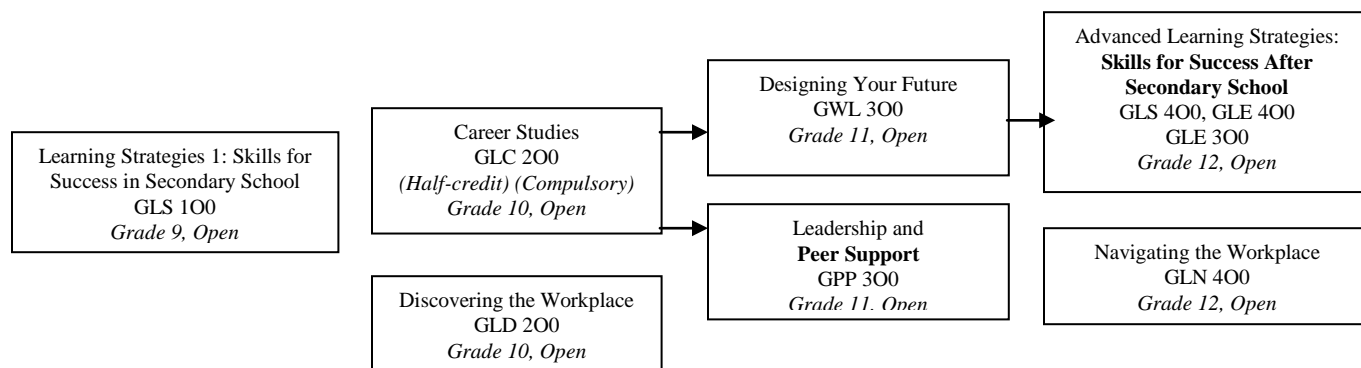 Learning Strategies 1: Skills for
Success in Secondary School
GLS 1O0
Grade 9, Open
Career Studies
GLC 2O0
(Half-credit) (Compulsory)
Grade 10, Open
Discovering the Workplace
GLD 2O0
Grade 10, Open
Designing Your Future
GWL 3O0
Grade 11, Open
Leadership and
Peer Support
GPP 3O0
Grade 11, Open
Advanced Learning Strategies:
Skills for Success After
Secondary School
GLS 4O0, GLE 4O0
GLE 3O0
Grade 12, Open
Navigating the Workplace
GLN 4O0
Grade 12, Open